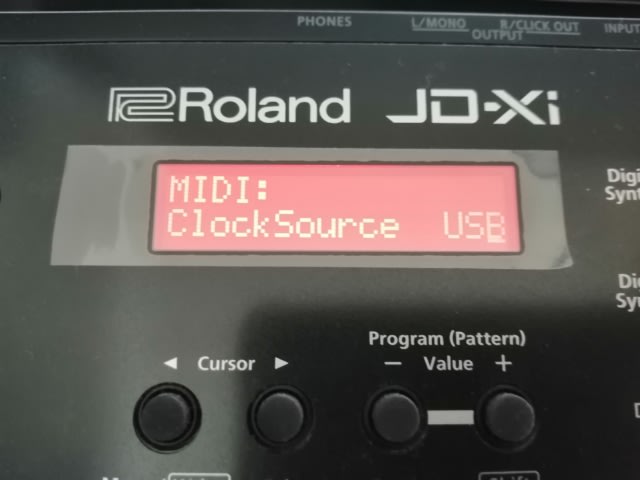 PHONES
L/MONO
R/CLICK OUT
OUTPUT
INPUT
Roland
JD-Xi
MIDI:
ClockSource USB
Program (Pattern)
◄ Cursor ►
– Value +